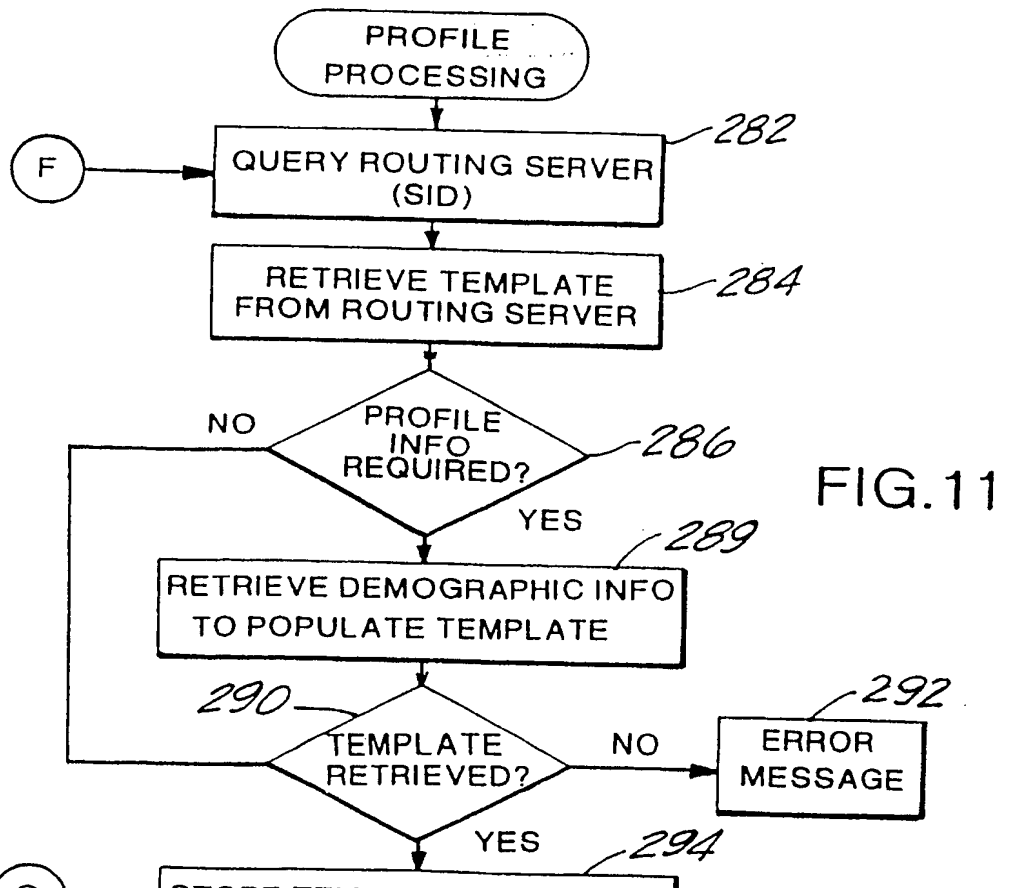 PROFILE
PROCESSING
282
F
QUERY ROUTING SERVER
(SID)
284
RETRIEVE TEMPLATE
FROM ROUTING SERVER
NO
PROFILE
INFO
REQUIRED?
286
FIG.11
YES
289
RETRIEVE DEMOGRAPHIC INFO
TO POPULATE TEMPLATE
290
292
TEMPLATE
RETRIEVED?
NO
ERROR
MESSAGE
YES
294